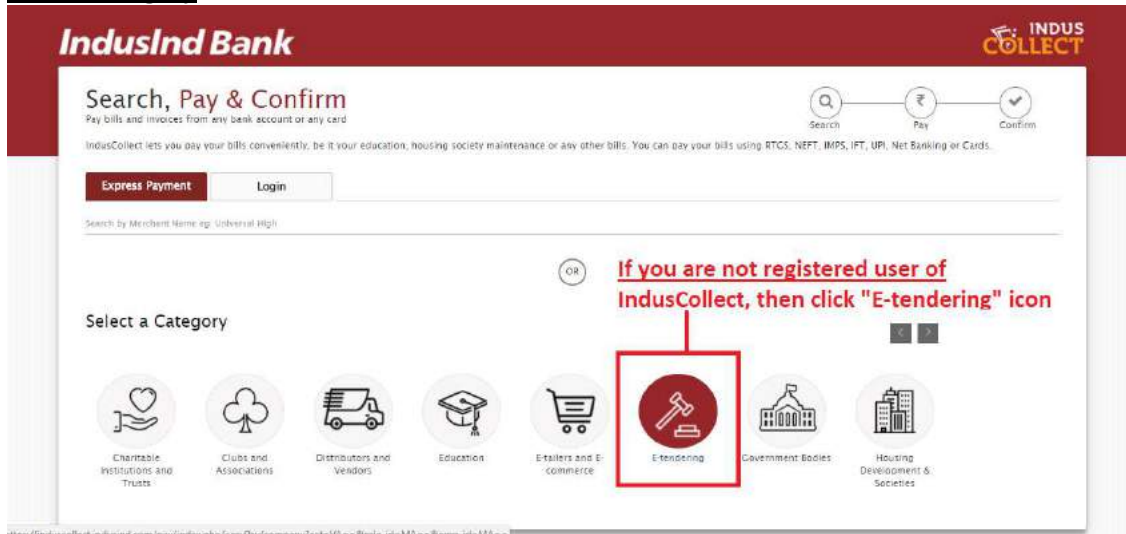 IndusInd Bank
INDUS
COLLECT
Search, Pay & Confirm
Pay bills and invoices from any bank account or any card
Search
Pay
Confirm
IndusCollect lets you pay your bills conveniently, be it your education, housing society maintenance or any other bills. You can pay your bills using RTGS, NEFT, IMPS, IFT, UPI, Net Banking or Cards.
Express Payment
Login
Search by Merchant Name eg. Universal High
OR
If you are not registered user of
IndusCollect, then click "E-tendering" icon
Select a Category
< >
Charitable
Institutions and
Trusts
Clubs and
Associations
Distributors and
Vendors
Education
E-tailers and E-
commerce
E-tendering
Government Bodies
Housing
Development &
Societies